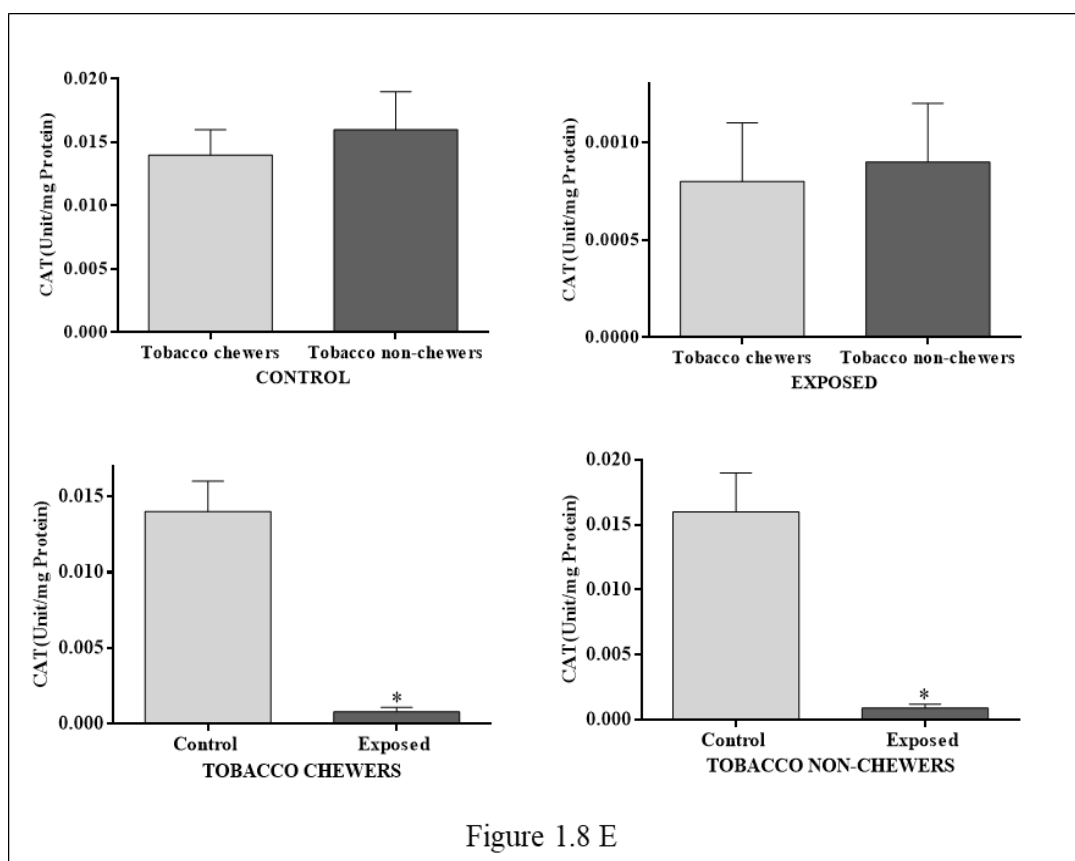 0.020
0.015
0.010
0.005
0.000
CAT(Unit/mg Protein)
Tobacco chewers Tobacco non-chewers
CONTROL
0.0010
0.0005
0.0000
CAT(Unit/mg Protein)
Tobacco chewers Tobacco non-chewers
EXPOSED
0.015
0.010
0.005
0.000
CAT(Unit/mg Protein)
*
Control Exposed
TOBACCO CHEWERS
0.020
0.015
0.010
0.005
0.000
CAT(Unit/mg Protein)
*
Control Exposed
TOBACCO NON-CHEWERS
Figure 1.8 E